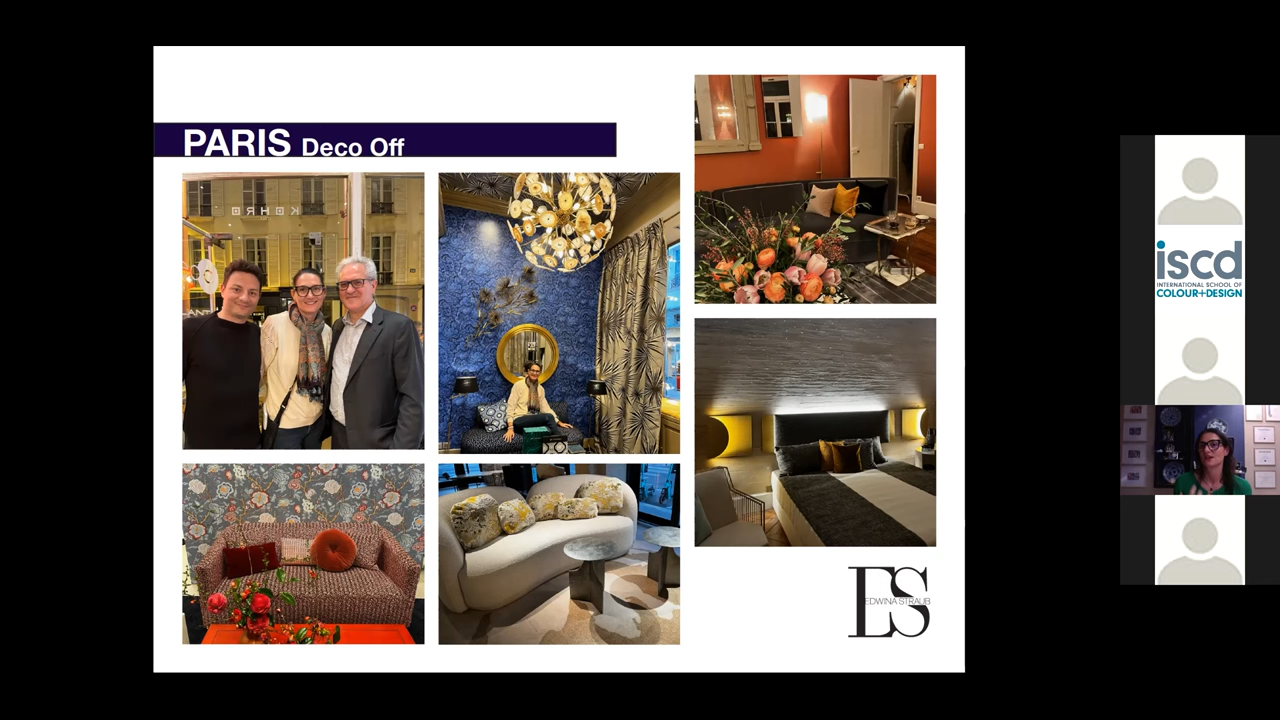 PARIS Deco Off
KOHRO
ES
EDWINA STRAUB
iscd
INTERNATIONAL SCHOOL OF
COLOUR+DESIGN